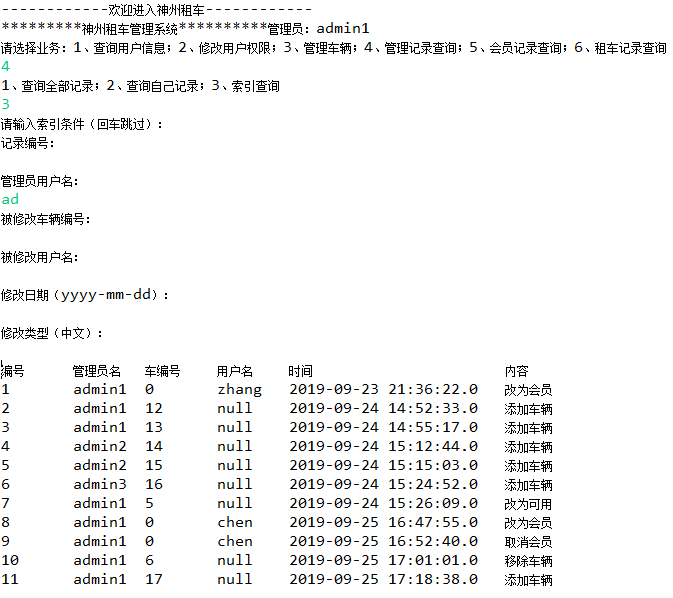 ------------欢迎进入神州租车------------
*********神州租车管理系统**********管理员：admin1
请选择业务：1、查询用户信息；2、修改用户权限；3、管理车辆；4、管理记录查询；5、会员记录查询；6、租车记录查询
4
1、查询全部记录；2、查询自己记录；3、索引查询
3
请输入索引条件（回车跳过）：
记录编号：
管理员用户名：
ad
被修改车辆编号：
被修改用户名：
修改日期（yyyy-mm-dd）：
修改类型（中文）：
编号 管理员名 车编号 用户名 时间 内容
1 admin1 0 zhang 2019-09-23 21:36:22.0 改为会员
2 admin1 12 null 2019-09-24 14:52:33.0 添加车辆
3 admin1 13 null 2019-09-24 14:55:17.0 添加车辆
4 admin2 14 null 2019-09-24 15:12:44.0 添加车辆
5 admin2 15 null 2019-09-24 15:15:03.0 添加车辆
6 admin3 16 null 2019-09-24 15:24:52.0 添加车辆
7 admin1 5 null 2019-09-24 15:26:09.0 改为可用
8 admin1 0 chen 2019-09-25 16:47:55.0 改为会员
9 admin1 0 chen 2019-09-25 16:52:40.0 取消会员
10 admin1 6 null 2019-09-25 17:01:01.0 移除车辆
11 admin1 17 null 2019-09-25 17:18:38.0 添加车辆